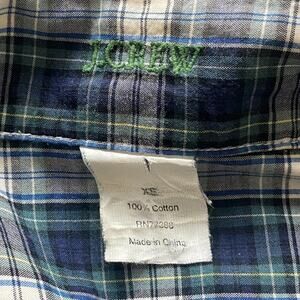 J.CREW
XS
100% Cotton
RN77388
Made in China